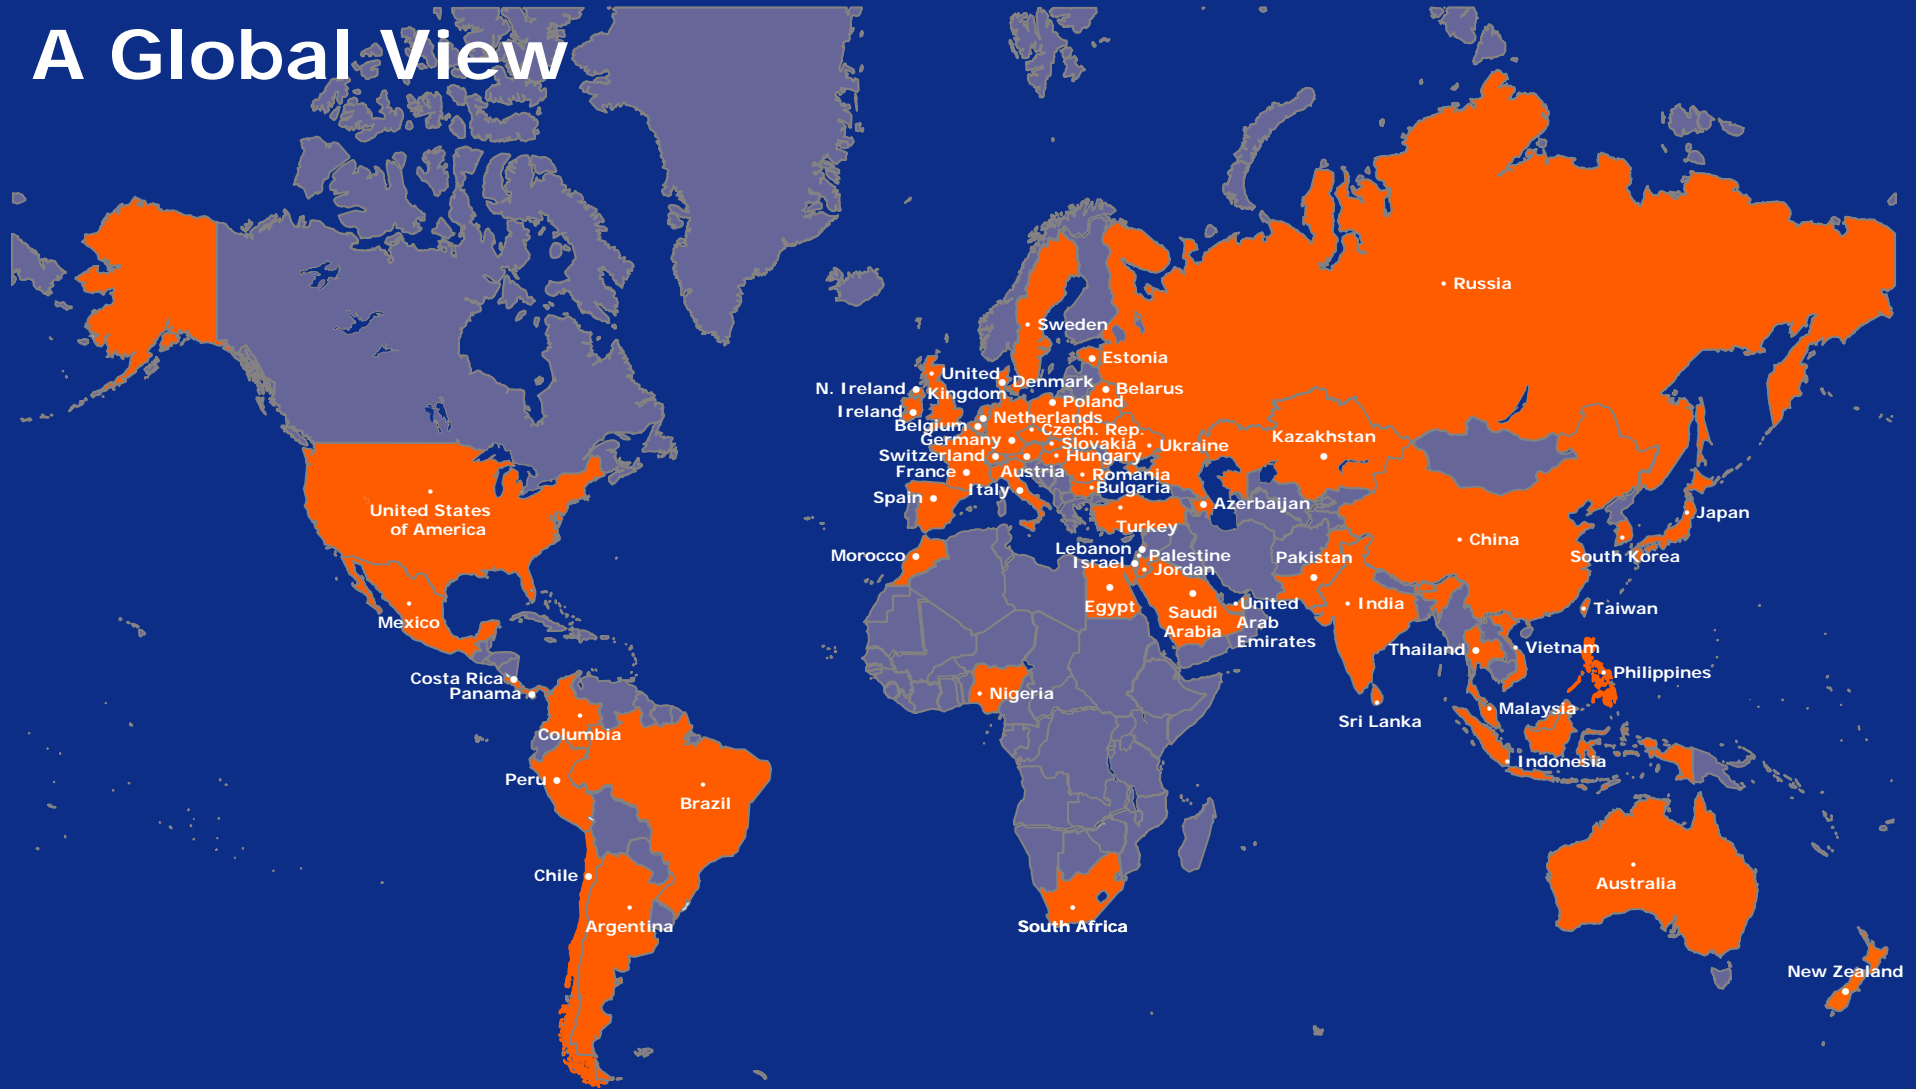 A Global View
Russia
Sweden
Estonia
United
Kingdom
Denmark
N. Ireland
Belarus
Poland
Ireland
Netherlands
Belgium
Czech. Rep.
Germany
Slovakia
Ukraine
Kazakhstan
Switzerland
Hungary
France
Austria
Romania
Italy
Bulgaria
Spain
Azerbaijan
United States
of America
Turkey
Japan
China
Morocco
Lebanon
Palestine
Israel
Jordan
Pakistan
South Korea
Egypt
Saudi
Arabia
United
Arab
Emirates
India
Taiwan
Mexico
Thailand
Vietnam
Philippines
Costa Rica
Panama
Nigeria
Malaysia
Sri Lanka
Columbia
Indonesia
Peru
Brazil
Chile
Australia
Argentina
South Africa
New Zealand